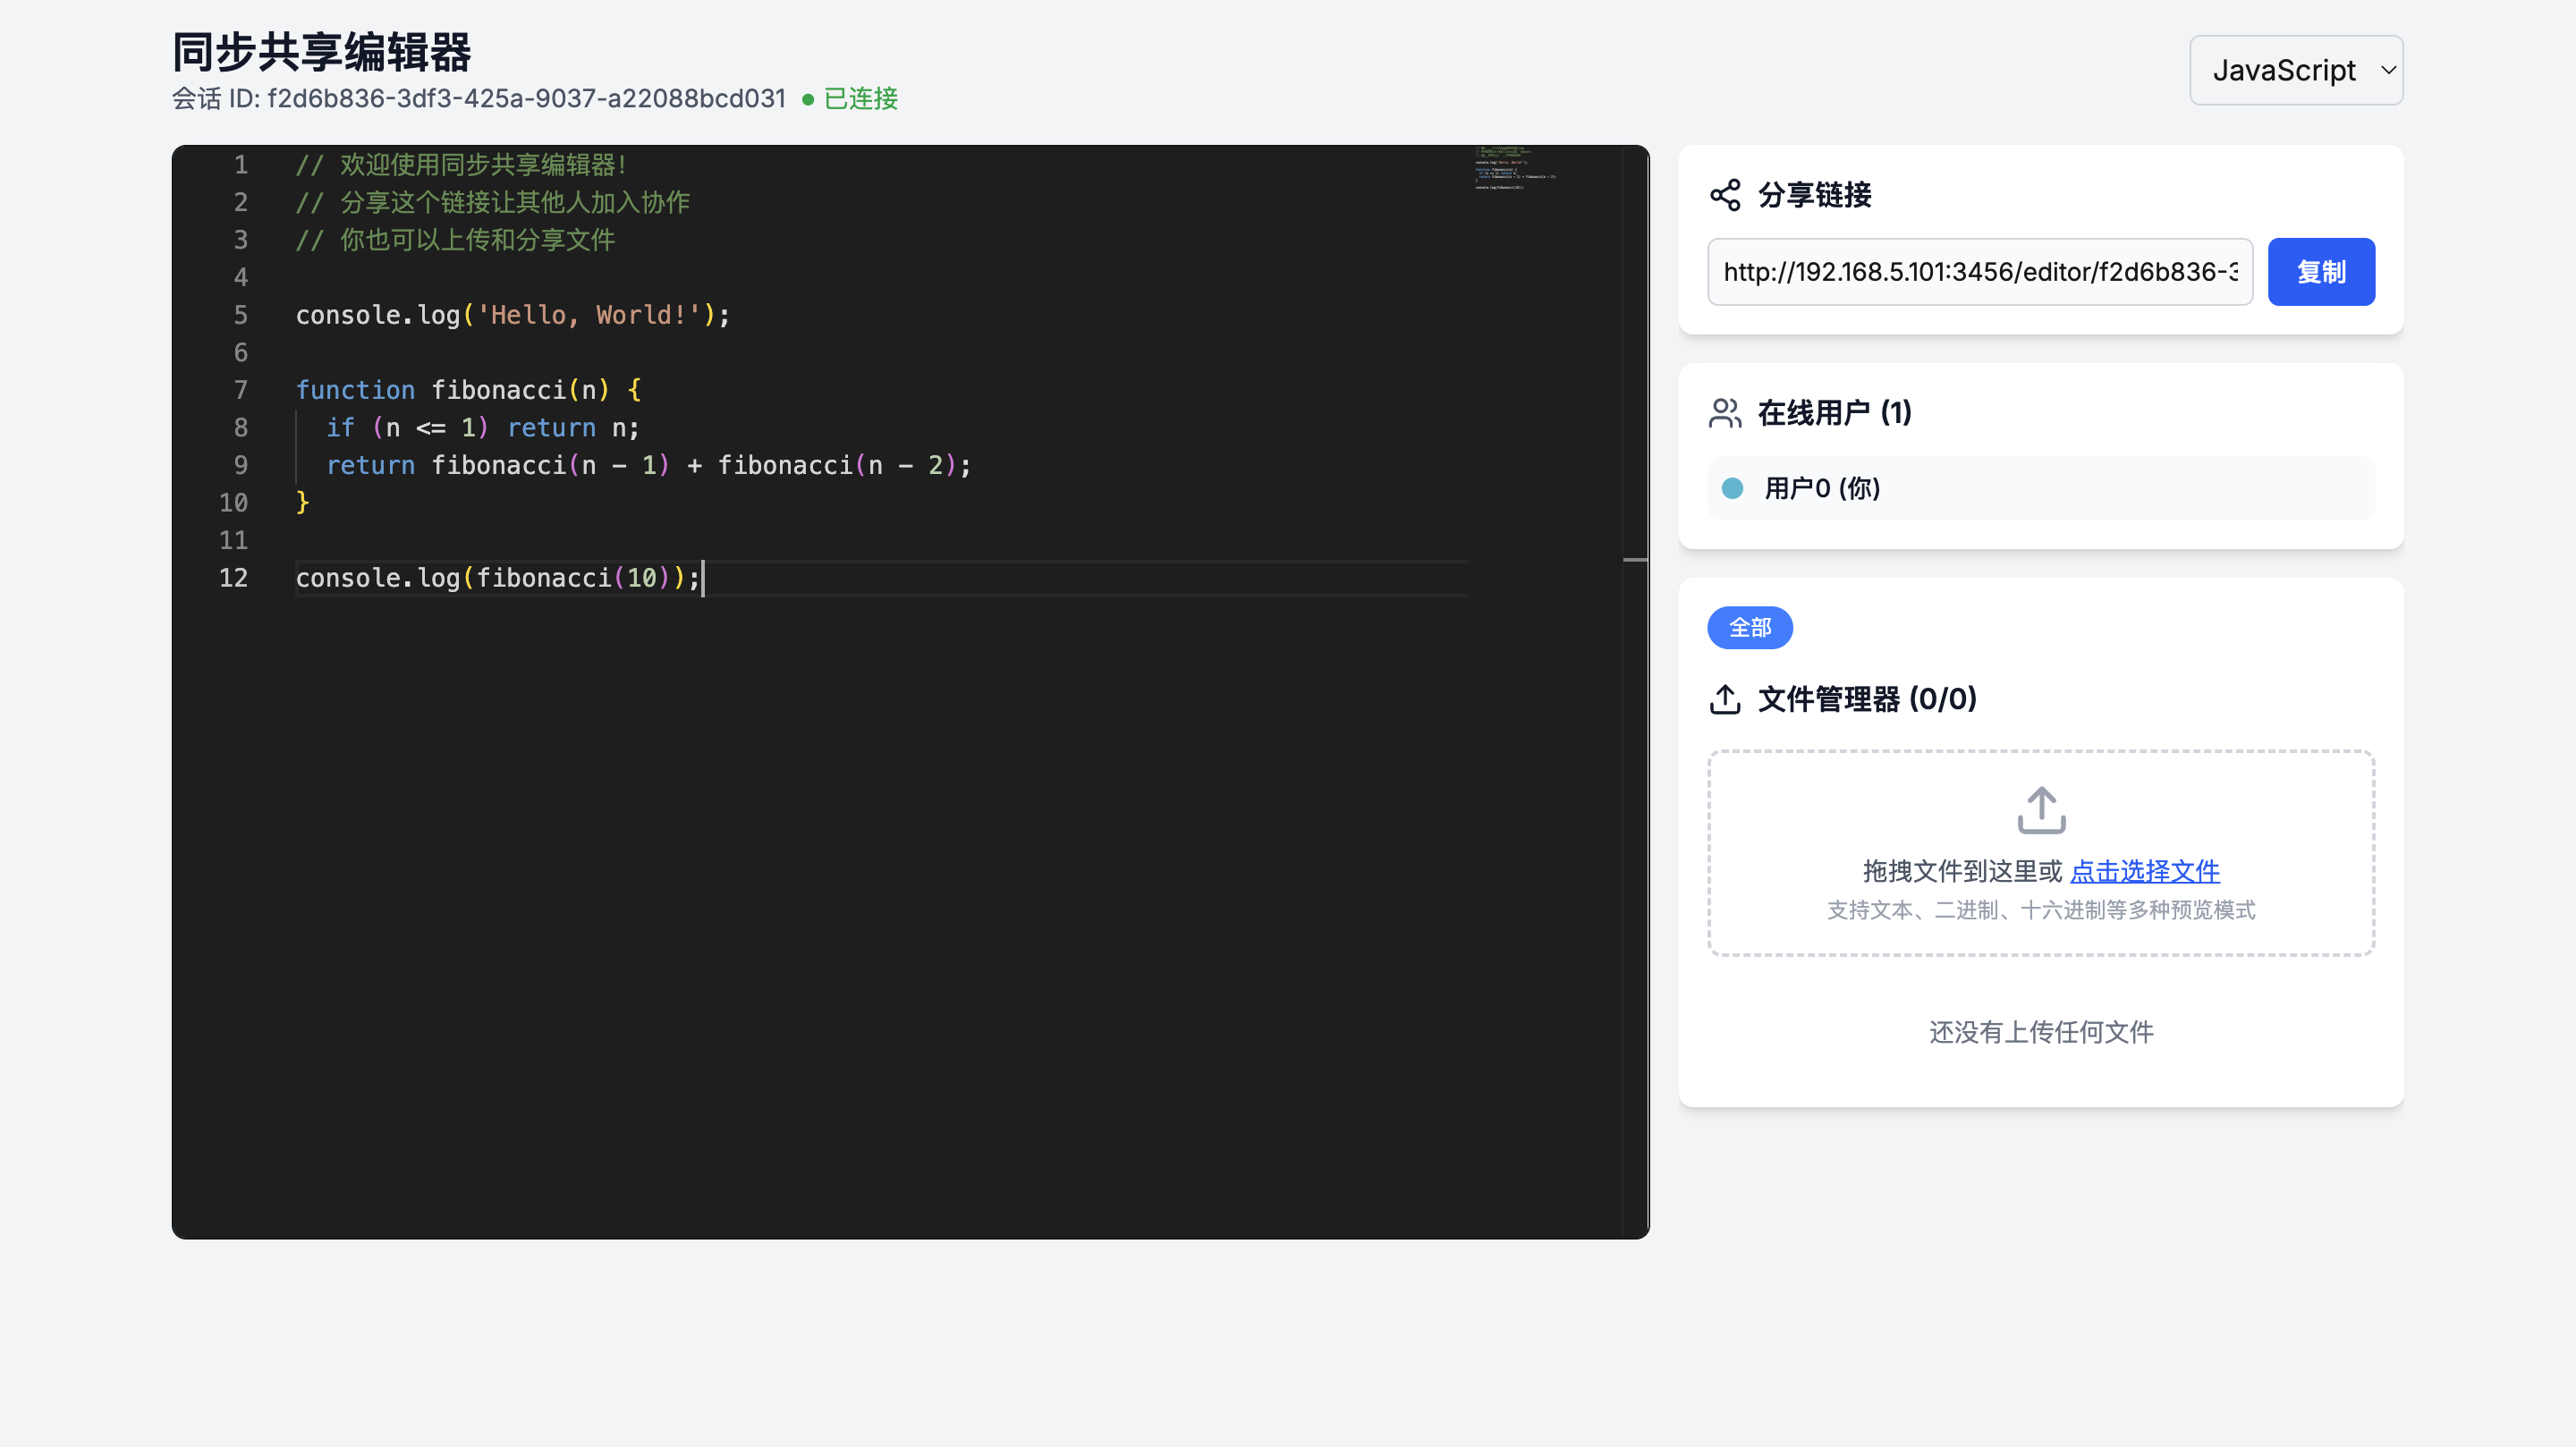 同步共享编辑器
会话 ID: f2d6b836-3df3-425a-9037-a22088bcd031 已连接
JavaScript
1 // 欢迎使用同步共享编辑器!
2 // 分享这个链接让其他人加入协作
3 // 你也可以上传和分享文件
4
5 console.log('Hello, World!');
6
7 function fibonacci(n) {
8   if (n <= 1) return n;
9   return fibonacci(n - 1) + fibonacci(n - 2);
10 }
11
12 console.log(fibonacci(10));
分享链接
http://192.168.5.101:3456/editor/f2d6b836-3
复制
在线用户 (1)
用户0 (你)
全部
文件管理器 (0/0)
拖拽文件到这里或 点击选择文件
支持文本、二进制、十六进制等多种预览模式
还没有上传任何文件